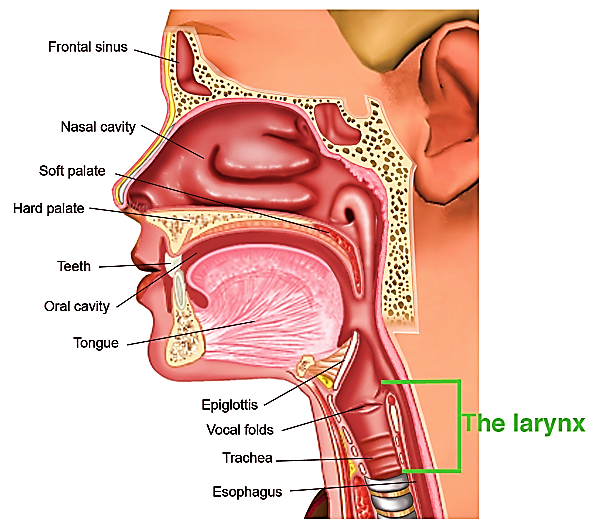 Frontal sinus
Nasal cavity
Soft palate
Hard palate
Teeth
Oral cavity
Tongue
Epiglottis
Vocal folds
The larynx
Trachea
Esophagus